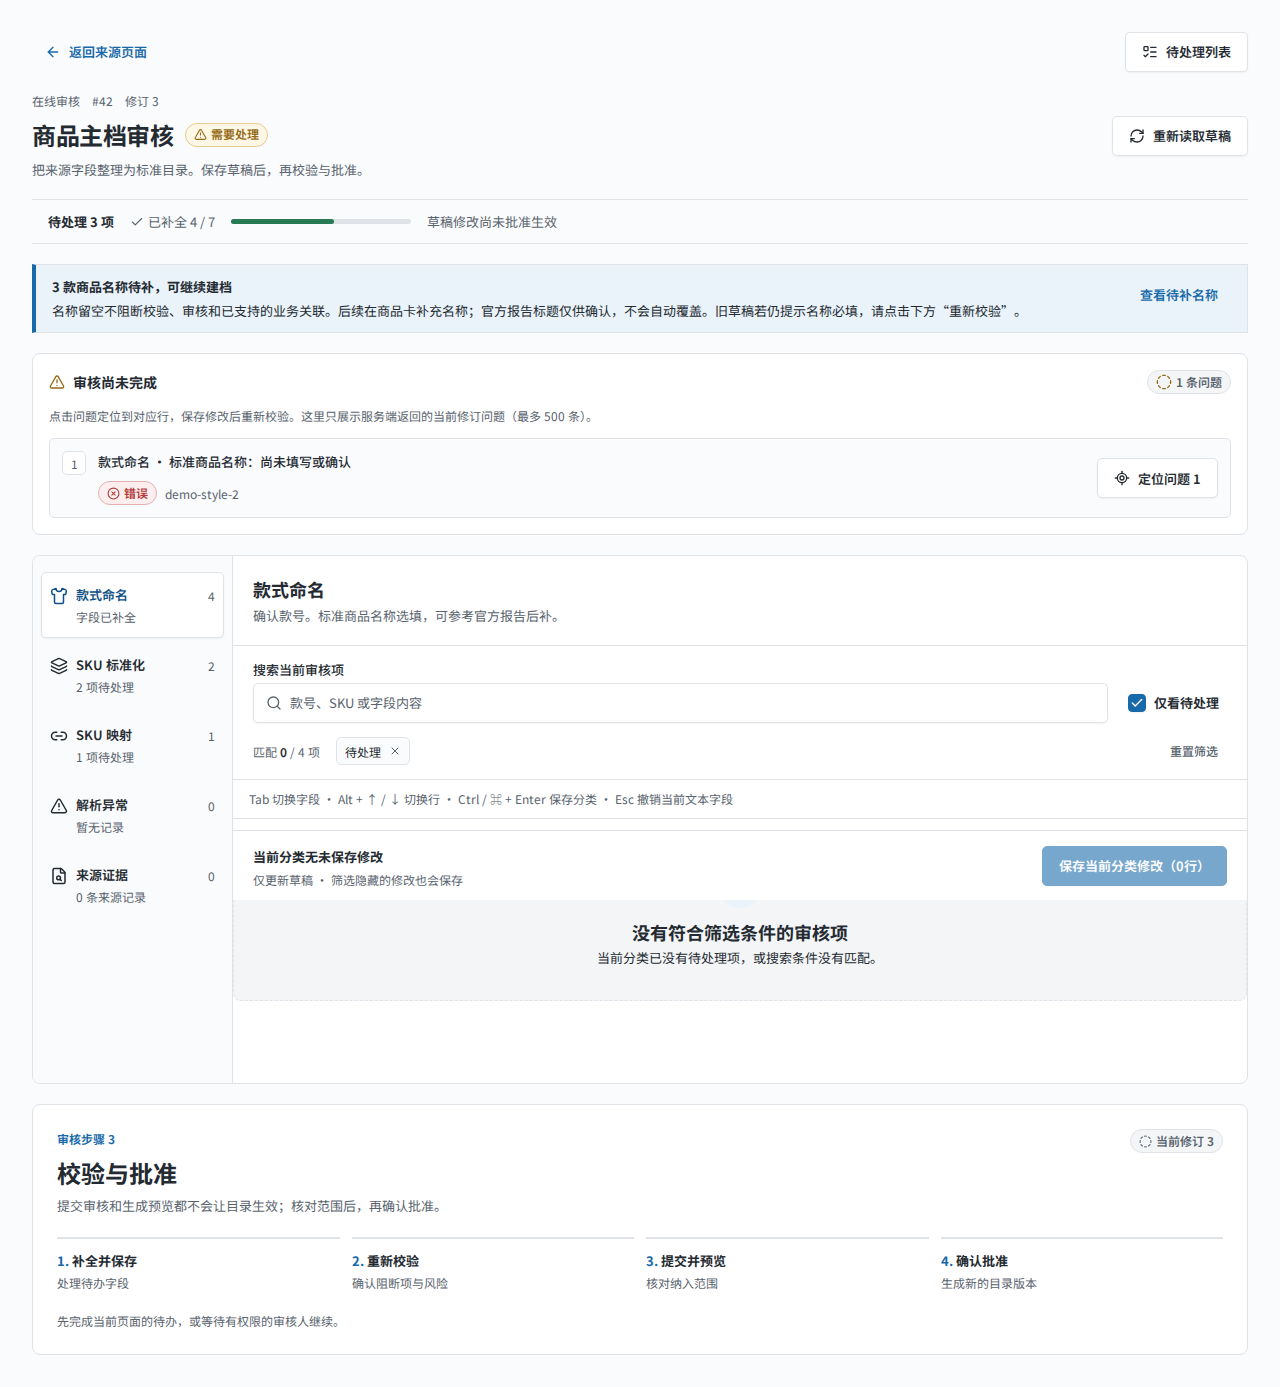 返回来源页面
待处理列表
在线审核 #42 修订 3
商品主档审核 需要处理
重新读取草稿
把来源字段整理为标准目录。保存草稿后，再校验与批准。
待处理 3 项 已补全 4 / 7 草稿修改尚未批准生效
3 款商品名称待补，可继续建档
名称留空不阻断校验、审核和已支持的业务关联。后续在商品卡补充名称；官方报告标题仅供确认，不会自动覆盖。旧草稿若仍提示名称必填，请点击下方“重新校验”。
查看待补名称
审核尚未完成
1 条问题
点击问题定位到对应行，保存修改后重新校验。这里只展示服务端返回的当前修订问题（最多 500 条）。
1 款式命名 · 标准商品名称：尚未填写或确认
错误 demo-style-2
定位问题 1
款式命名 4
字段已补全
SKU 标准化 2
2 项待处理
SKU 映射 1
1 项待处理
解析异常 0
暂无记录
来源证据 0
0 条来源记录
款式命名
确认款号。标准商品名称选填，可参考官方报告后补。
搜索当前审核项
款号、SKU 或字段内容
仅看待处理
匹配 0 / 4 项 待处理
重置筛选
Tab 切换字段 · Alt + ↑ / ↓ 切换行 · Ctrl / ⌘ + Enter 保存分类 · Esc 撤销当前文本字段
当前分类无未保存修改
仅更新草稿 · 筛选隐藏的修改也会保存
保存当前分类修改（0行）
没有符合筛选条件的审核项
当前分类已没有待处理项，或搜索条件没有匹配。
审核步骤 3
当前修订 3
校验与批准
提交审核和生成预览都不会让目录生效；核对范围后，再确认批准。
1. 补全并保存
处理待办字段
2. 重新校验
确认阻断项与风险
3. 提交并预览
核对纳入范围
4. 确认批准
生成新的目录版本
先完成当前页面的待办，或等待有权限的审核人继续。